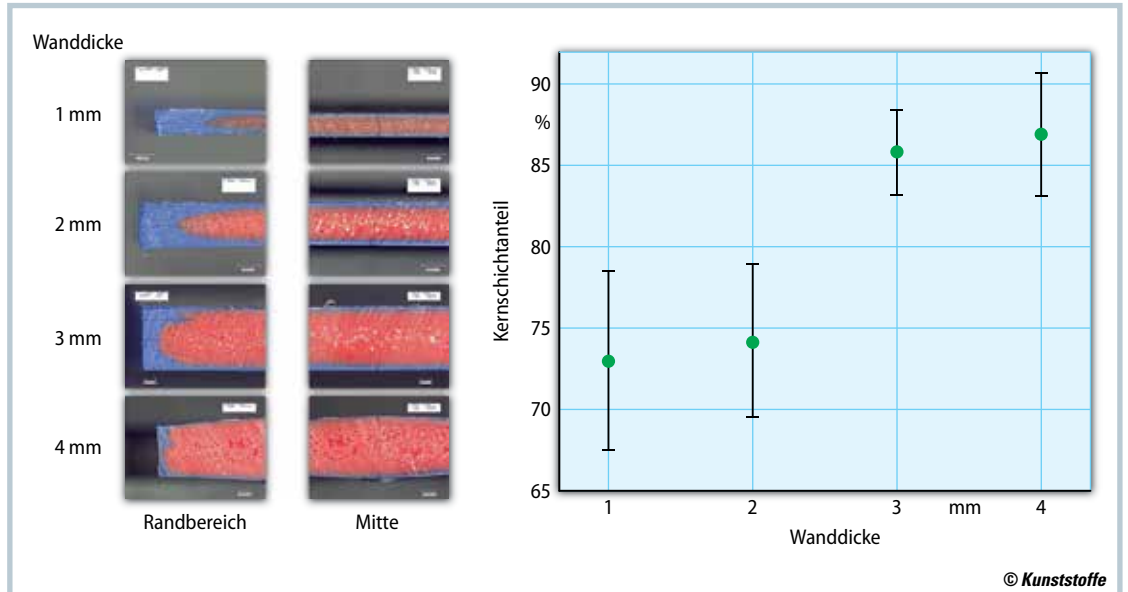 Wanddicke
1 mm
2 mm
3 mm
4 mm
Randbereich
Mitte
Kernschichtanteil
90
%
85
80
75
70
65
1
2
3
mm
4
Wanddicke
© Kunststoffe